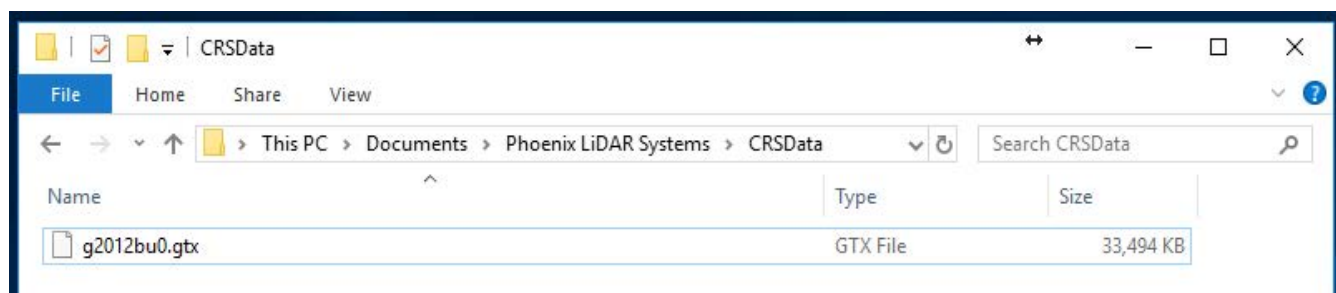 CRSData
File Home Share View
This PC > Documents > Phoenix LiDAR Systems > CRSData Search CRSData
Name Type Size
g2012bu0.gtx GTX File 33,494 KB